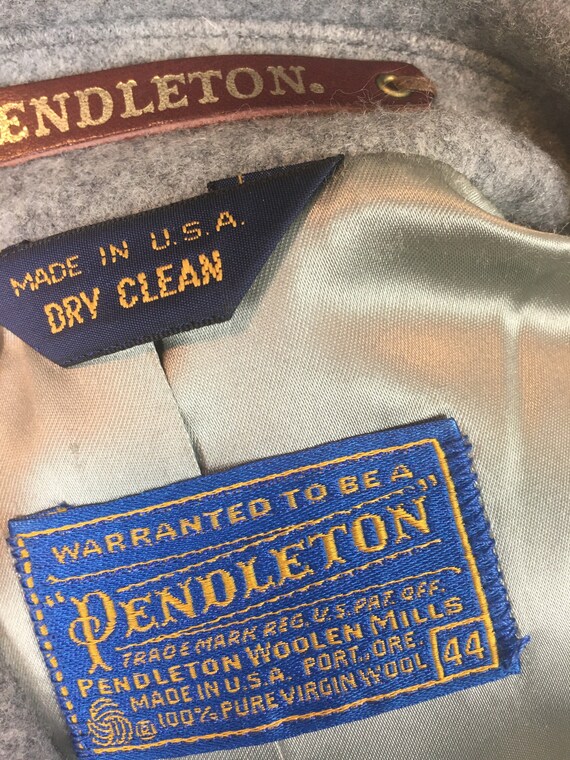 ENDLETON.
MADE IN U.S.A.
DRY CLEAN
WARRANTED TO BE A
"PENDLETON"
TRADE MARK REG. U.S. PAT. OFF.
PENDLETON WOOLEN MILLS
MADE IN U.S.A. PORT., ORE.
100% PURE VIRGIN WOOL
44